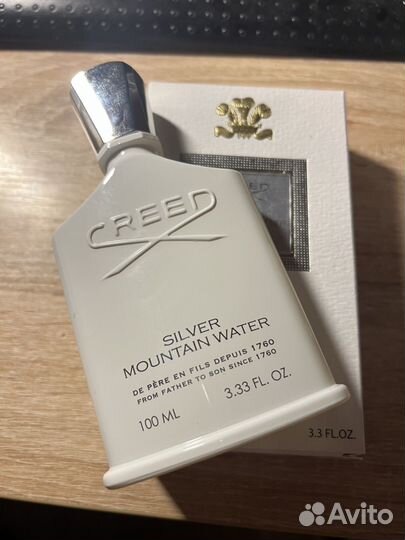 CREED
SILVER
MOUNTAIN WATER
DE PÈRE EN FILS DEPUIS 1760
FROM FATHER TO SON SINCE 1760
100 ML 3.33 FL. OZ.
CREED
3.3 FL.OZ.
Avito